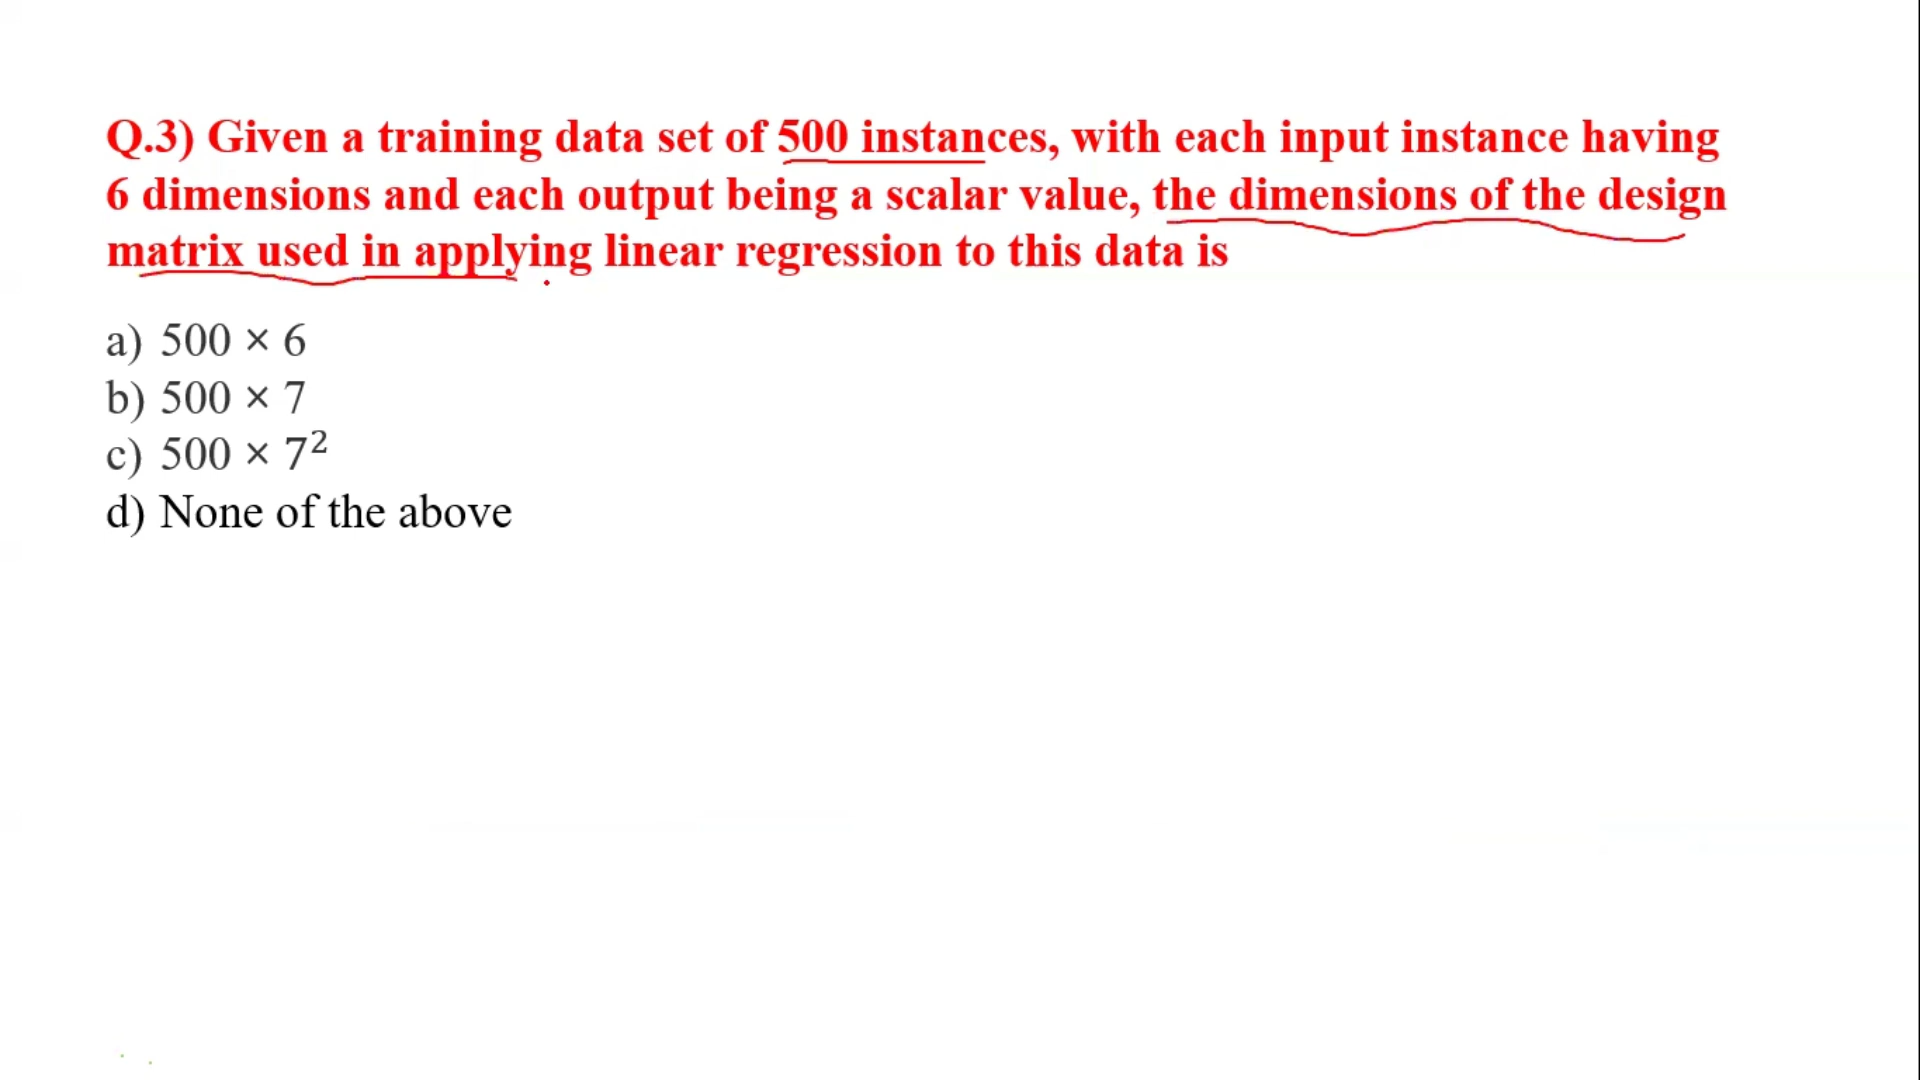 Q.3) Given a training data set of 500 instances, with each input instance having
6 dimensions and each output being a scalar value, the dimensions of the design
matrix used in applying linear regression to this data is
a) 500 × 6
b) 500 × 7
c) 500 × 7²
d) None of the above